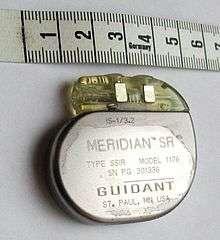 1 2 3 4 Germany 5 6 7
IS-1/3.2
MERIDIAN™ SR
TYPE SSIR MODEL 1176
SN PG 301336
GUIDANT
ST. PAUL, MN, USA